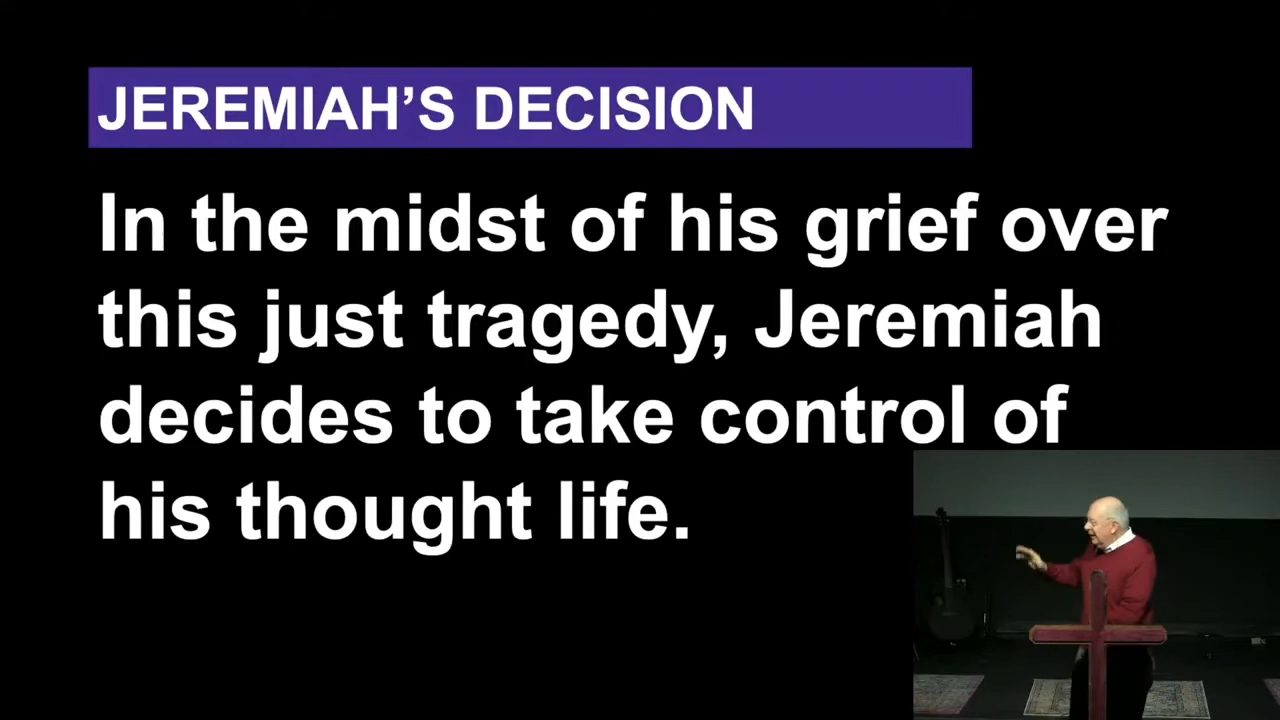 JEREMIAH’S DECISION
In the midst of his grief over
this just tragedy, Jeremiah
decides to take control of
his thought life.